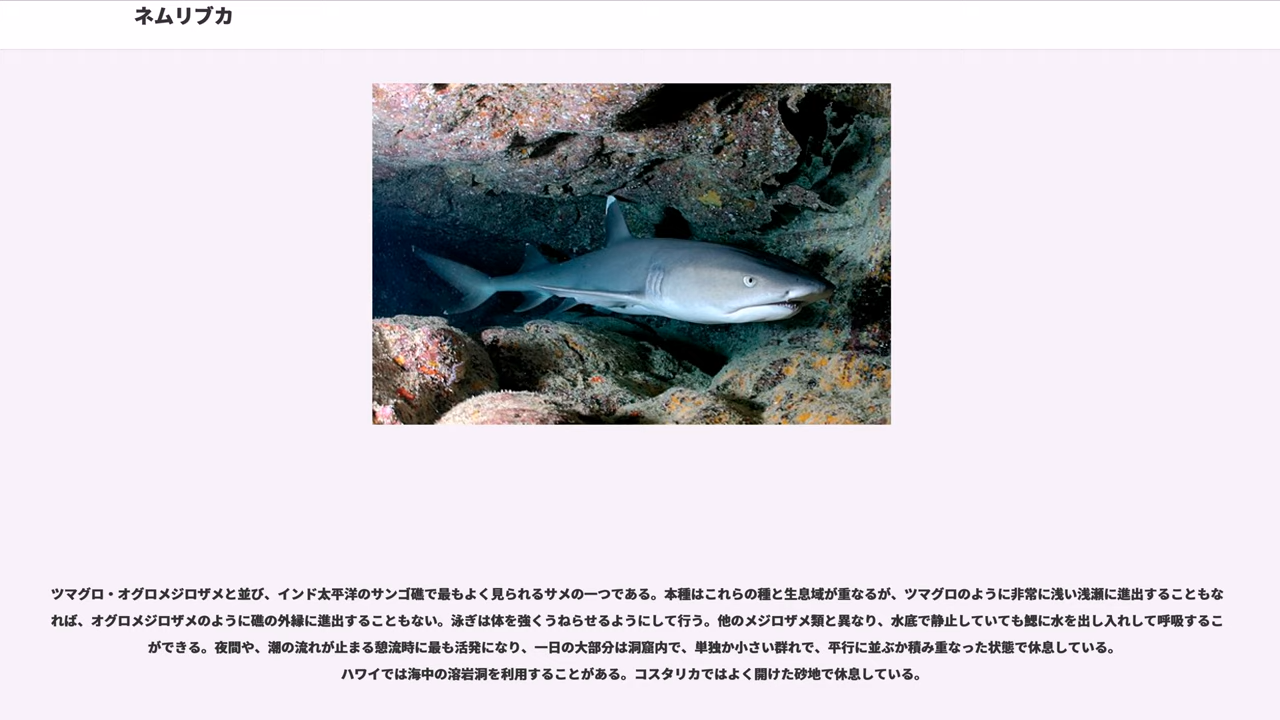 ネムリブカ
ツマグロ・オグロメジロザメと並び、インド太平洋のサンゴ礁で最もよく見られるサメの一つである。本種はこれらの種と生息域が重なるが、ツマグロのように非常に浅い浅瀬に進出することもな
れば、オグロメジロザメのように礁の外縁に進出することもない。泳ぎは体を強くうねらせるようにして行う。他のメジロザメ類と異なり、水底で静止していても鰓に水を出し入れして呼吸するこ
ができる。夜間や、潮の流れが止まる憩流時に最も活発になり、一日の大部分は洞窟内で、単独か小さい群れで、平行に並ぶか積み重なった状態で休息している。
ハワイでは海中の溶岩洞を利用することがある。コスタリカではよく開けた砂地で休息している。